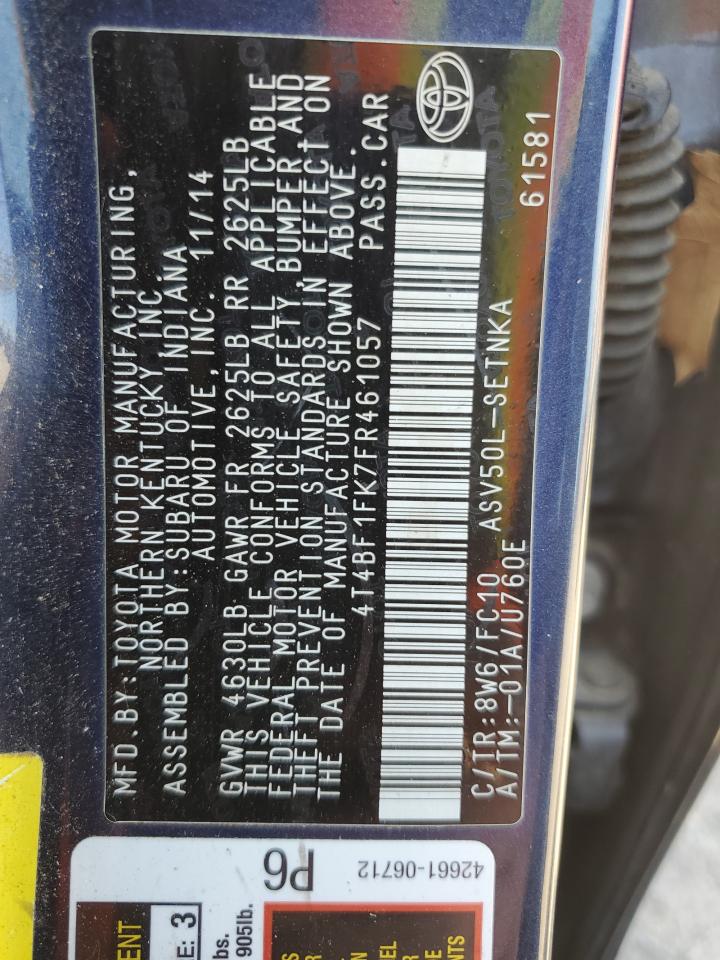 MFD.BY:TOYOTA MOTOR MANUFACTURING,
NORTHERN KENTUCKY,INC.
ASSEMBLED BY:SUBARU OF INDIANA
AUTOMOTIVE,INC. 11/14
GVWR 4630LB GAWR FR 2625LB RR 2625LB
THIS VEHICLE CONFORMS TO ALL APPLICABLE
FEDERAL MOTOR VEHICLE SAFETY, BUMPER,AND
THEFT PREVENTION STANDARDS IN EFFECT ON
THE DATE OF MANUFACTURE SHOWN ABOVE.
4T4BF1FK7FR461057 PASS.CAR
C/TR:8W6/FC10 ASV50L-SETNKA
A/TM:-01A/U760E 61581
P6
42661-06712
E: 3
905lb.